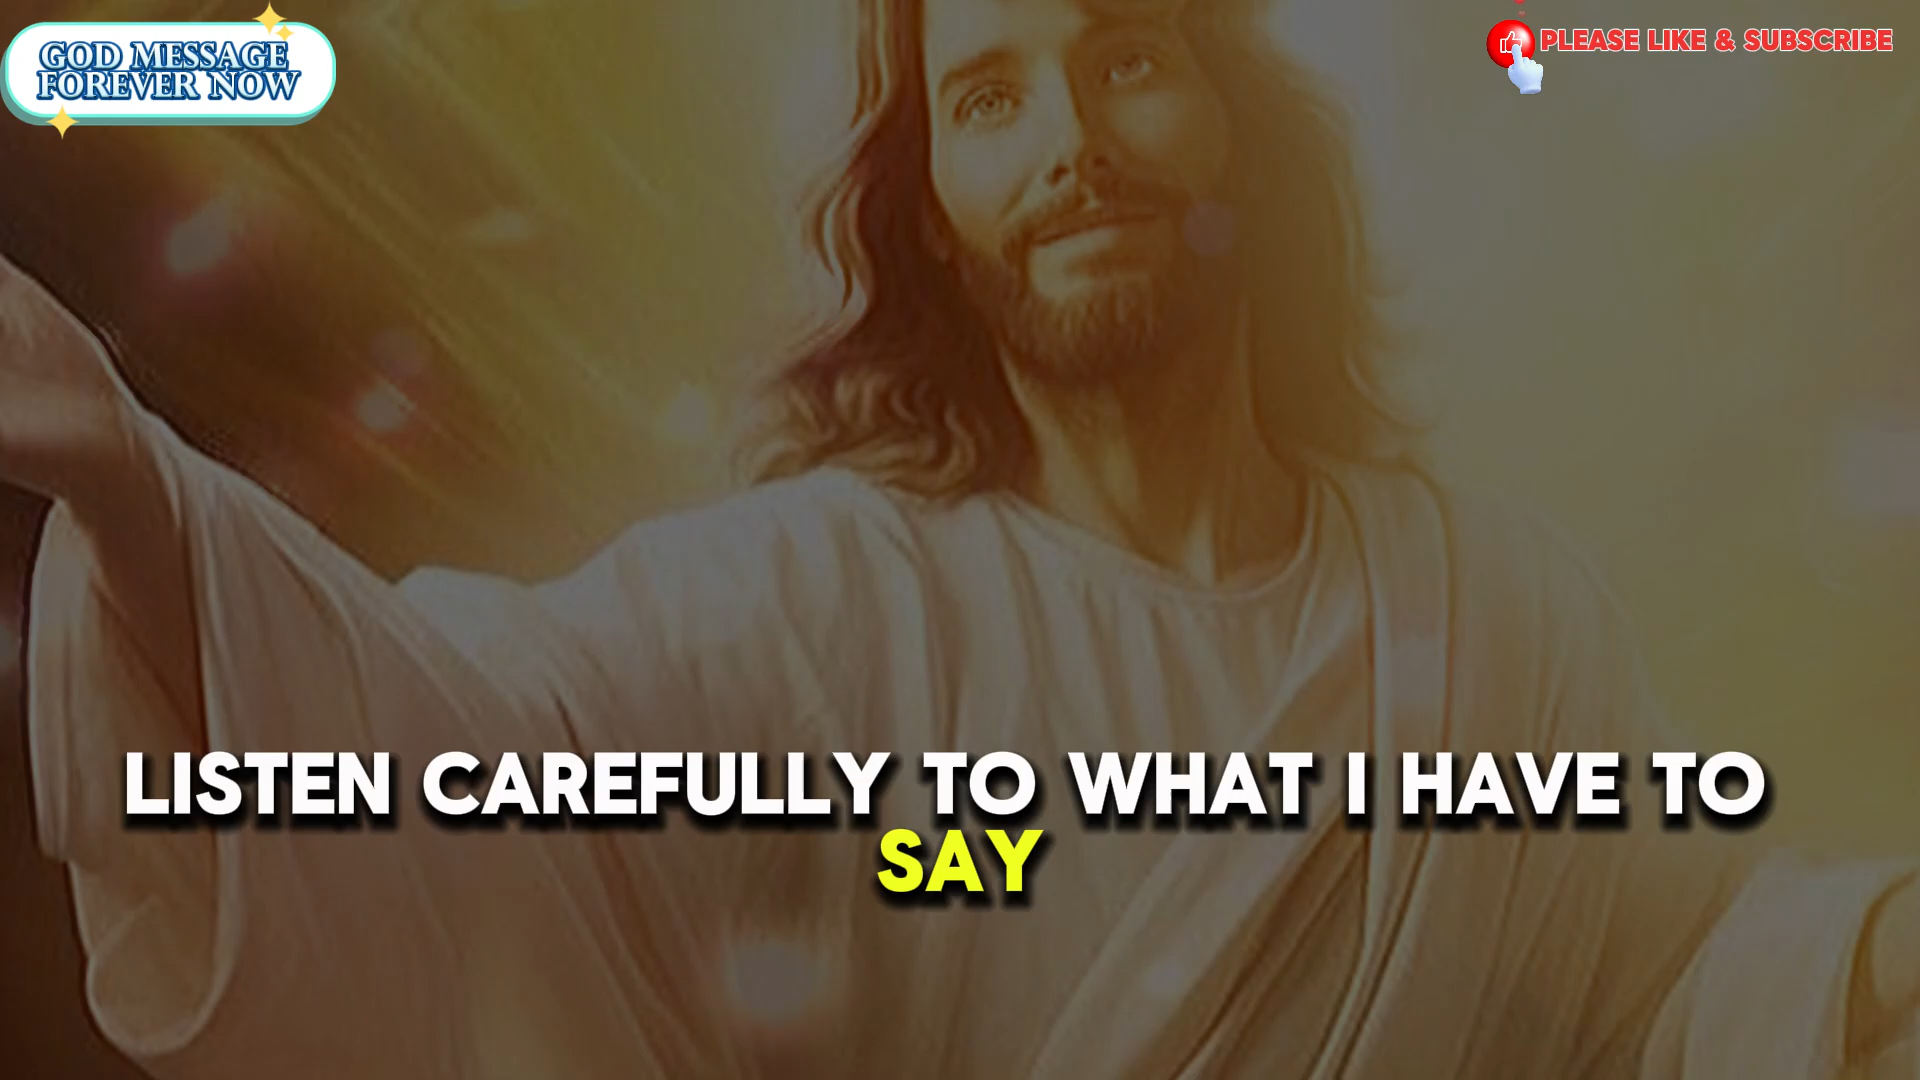 GOD MESSAGE
FOREVER NOW
PLEASE LIKE & SUBSCRIBE
LISTEN CAREFULLY TO WHAT I HAVE TO
SAY